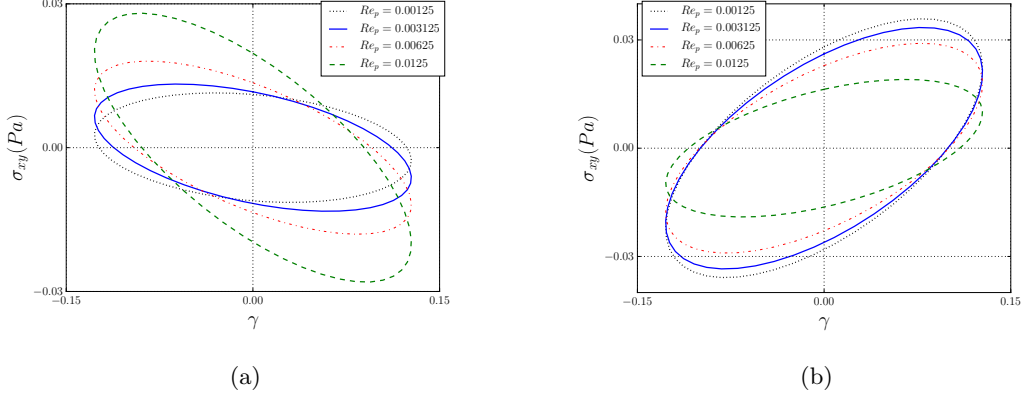 0.03
Re_p = 0.00125
Re_p = 0.003125
Re_p = 0.00625
Re_p = 0.0125
σ_xy(Pa)
0.00
−0.03
−0.15
0.00
0.15
γ
(a)
Re_p = 0.00125
Re_p = 0.003125
Re_p = 0.00625
Re_p = 0.0125
0.03
σ_xy(Pa)
0.00
−0.03
−0.15
0.00
0.15
γ
(b)